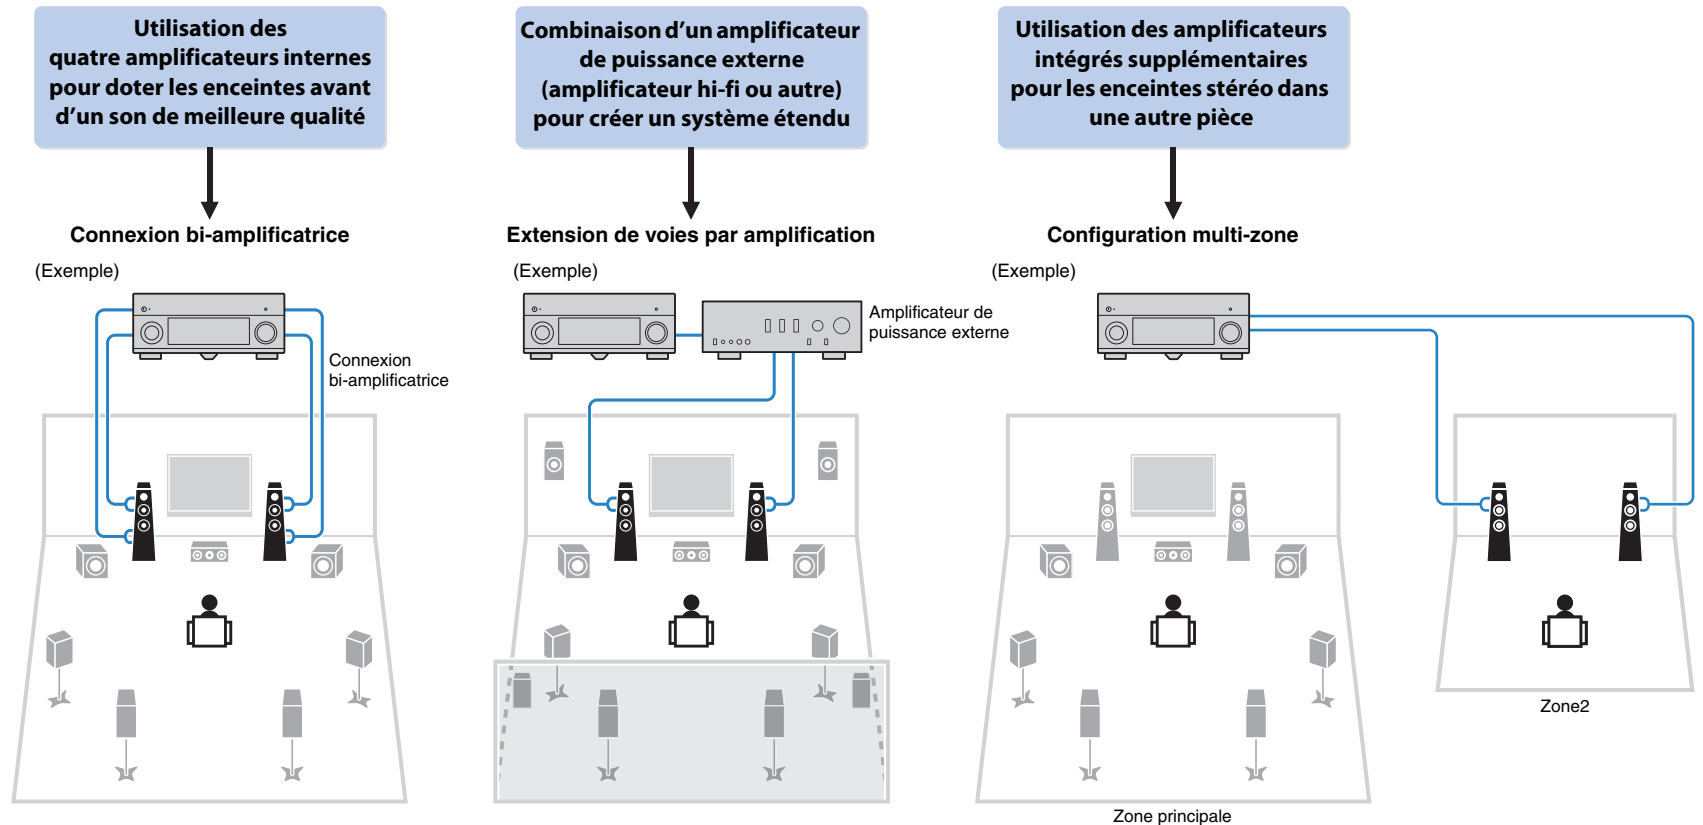 Utilisation des
quatre amplificateurs internes
pour doter les enceintes avant
d’un son de meilleure qualité
Connexion bi-amplificatrice
(Exemple)
Connexion
bi-amplificatrice
Combinaison d’un amplificateur
de puissance externe
(amplificateur hi-fi ou autre)
pour créer un système étendu
Extension de voies par amplification
(Exemple)
Amplificateur de
puissance externe
Utilisation des amplificateurs
intégrés supplémentaires
pour les enceintes stéréo dans
une autre pièce
Configuration multi-zone
(Exemple)
Zone2
Zone principale